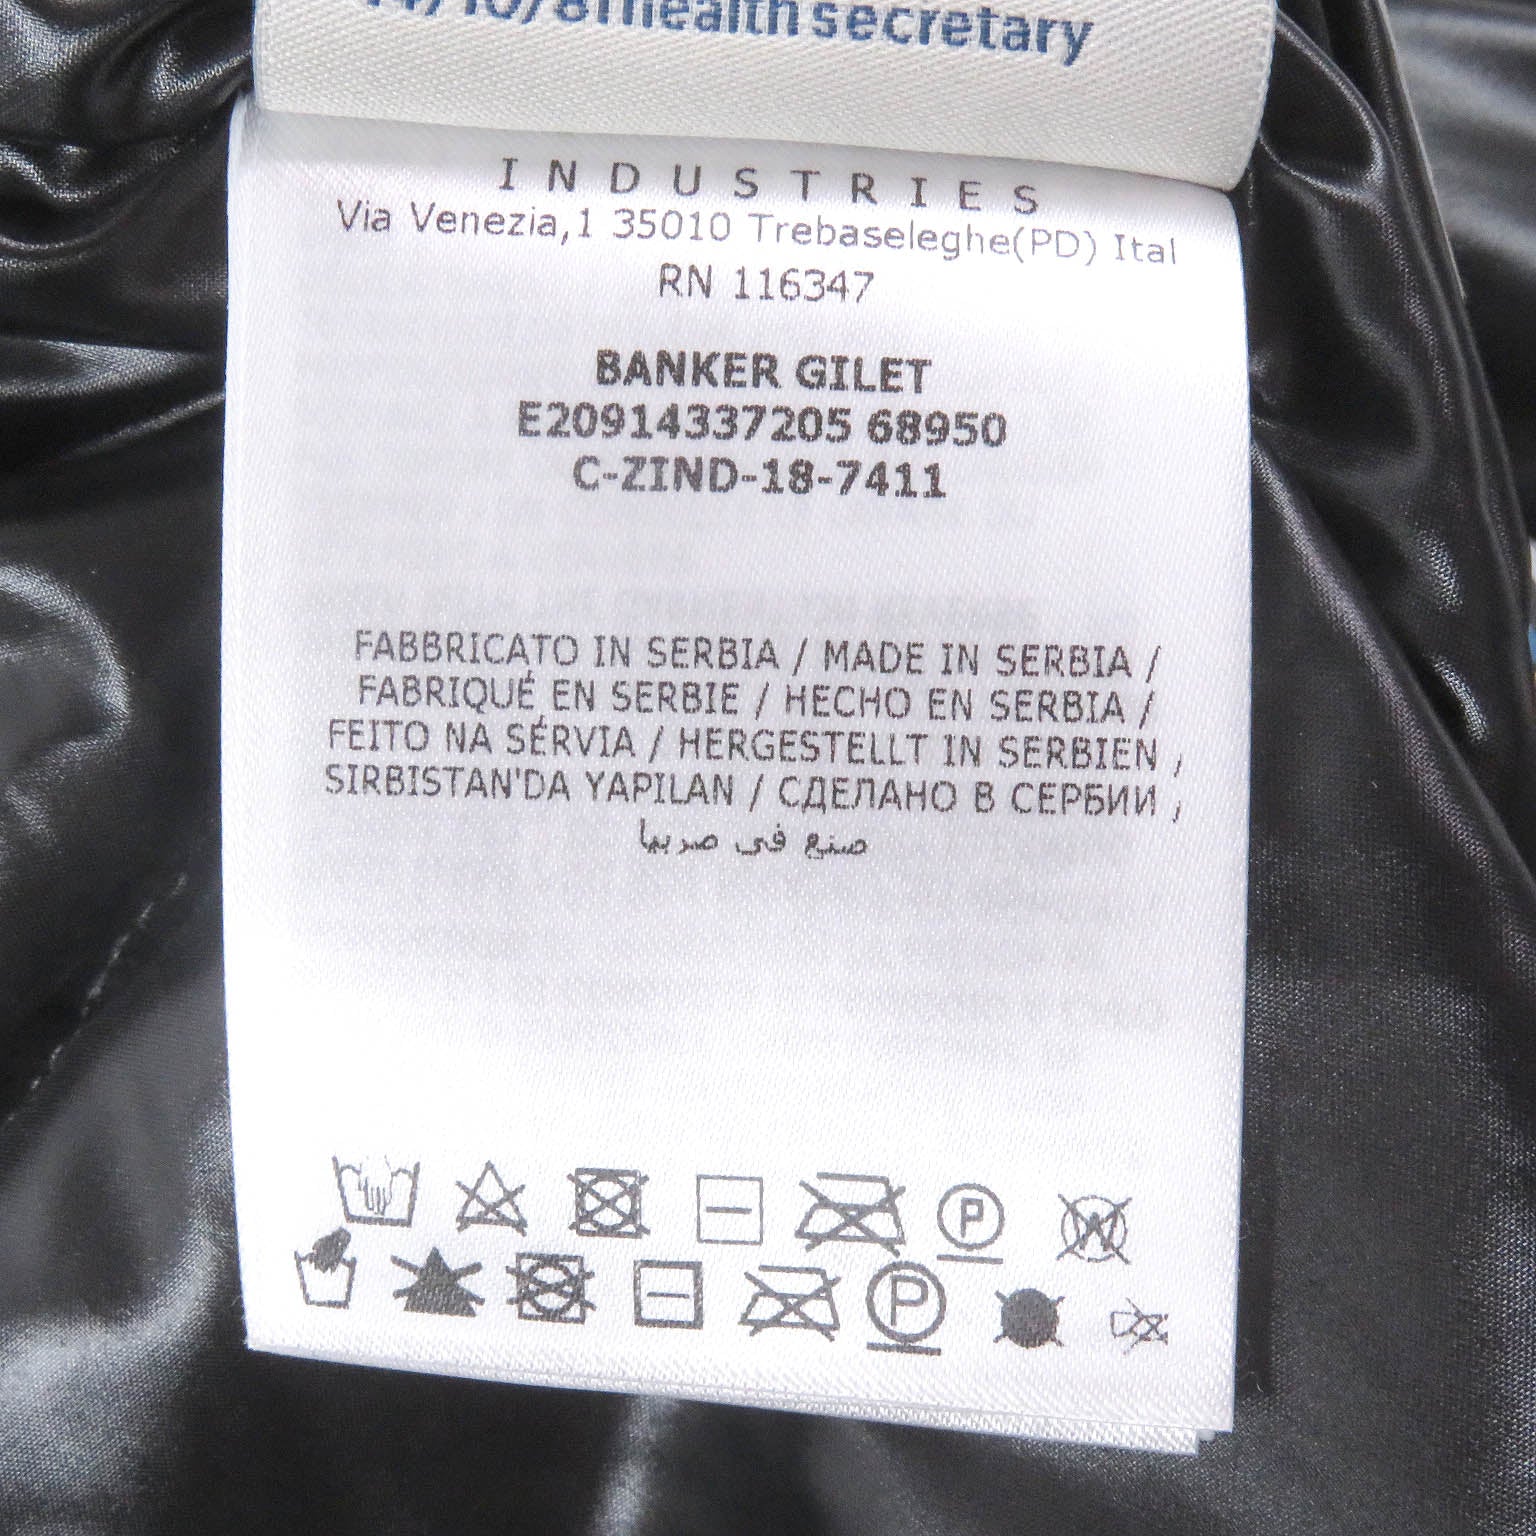 health secretary
INDUSTRIES
Via Venezia,1 35010 Trebaseleghe(PD) Ital
RN 116347
BANKER GILET
E20914337205 68950
C-ZIND-18-7411
FABBRICATO IN SERBIA / MADE IN SERBIA /
FABRIQUÉ EN SERBIE / HECHO EN SERBIA /
FEITO NA SÉRVIA / HERGESTELLT IN SERBIEN /
SIRBISTAN'DA YAPILAN / СДЕЛАНО В СЕРБИИ /
صنع في صربيا
P W
P